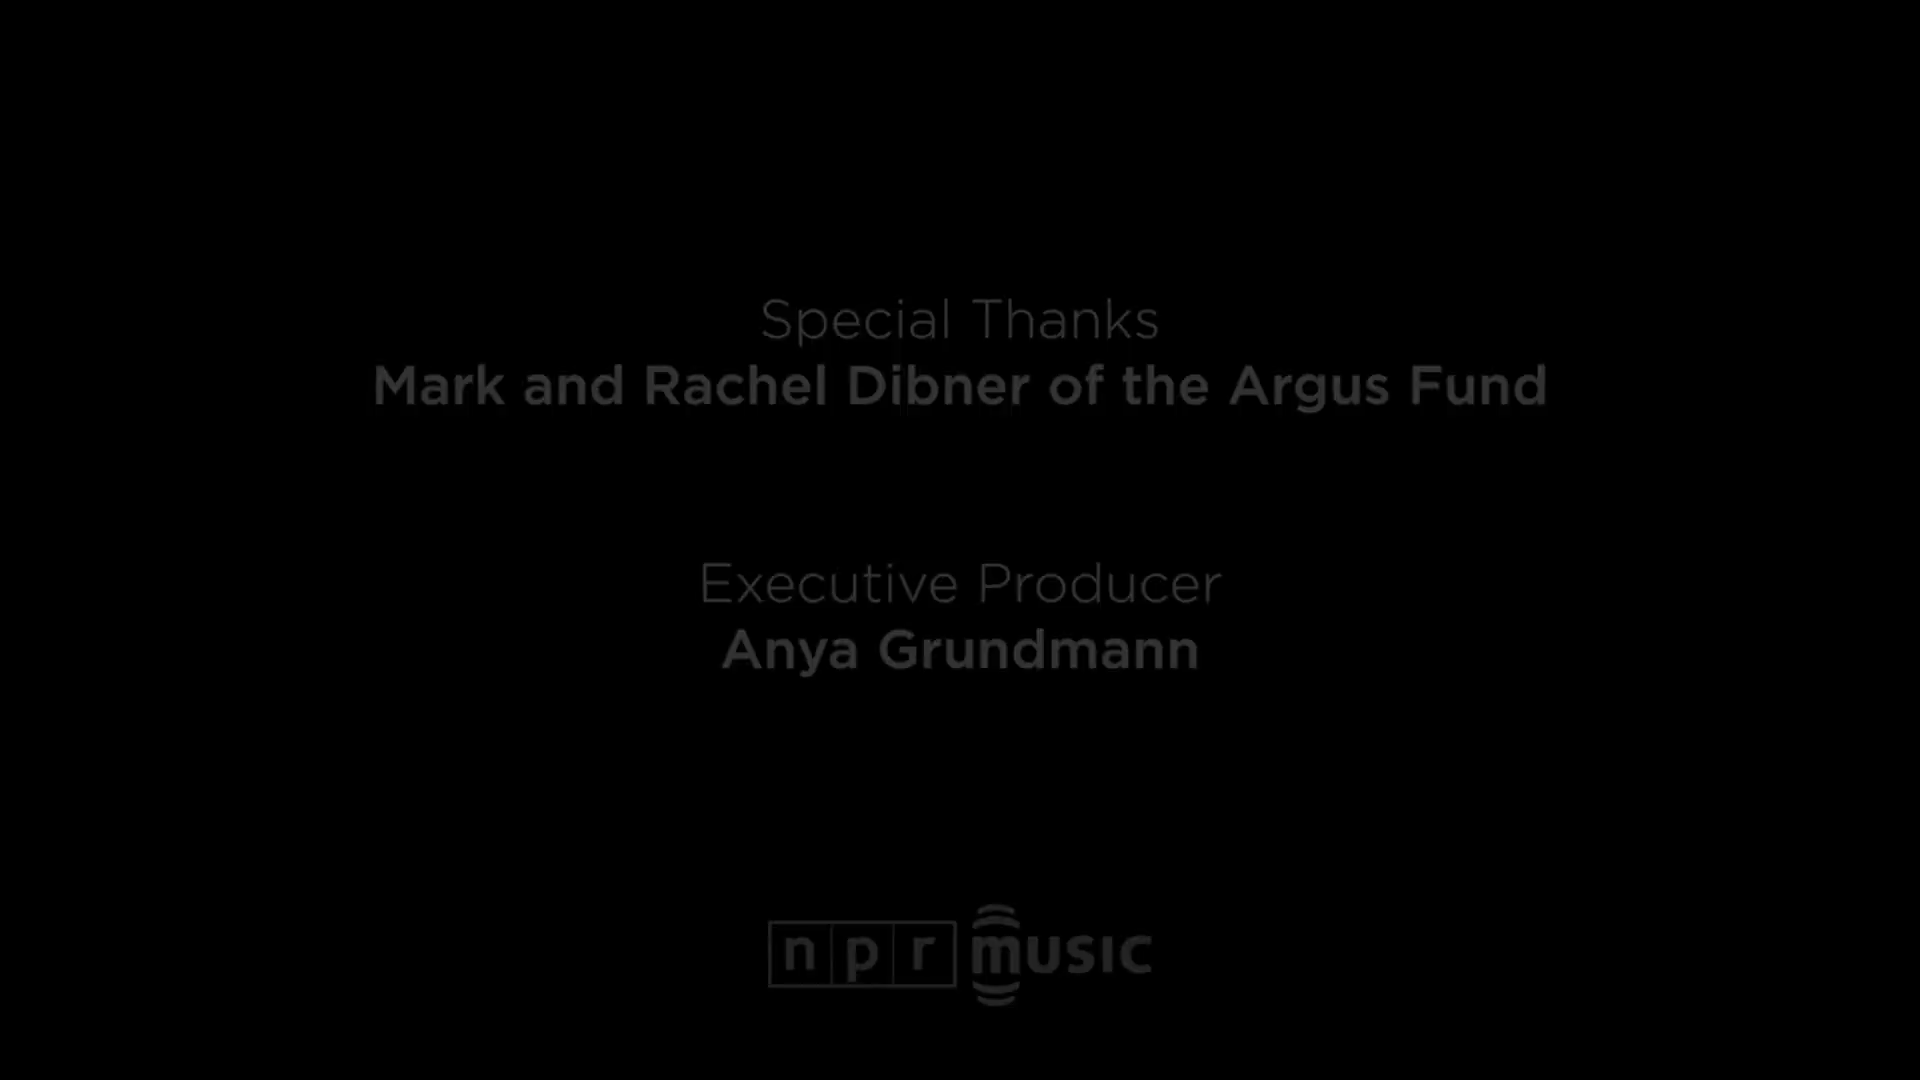 Special Thanks
Mark and Rachel Dibner of the Argus Fund
Executive Producer
Anya Grundmann
npr music